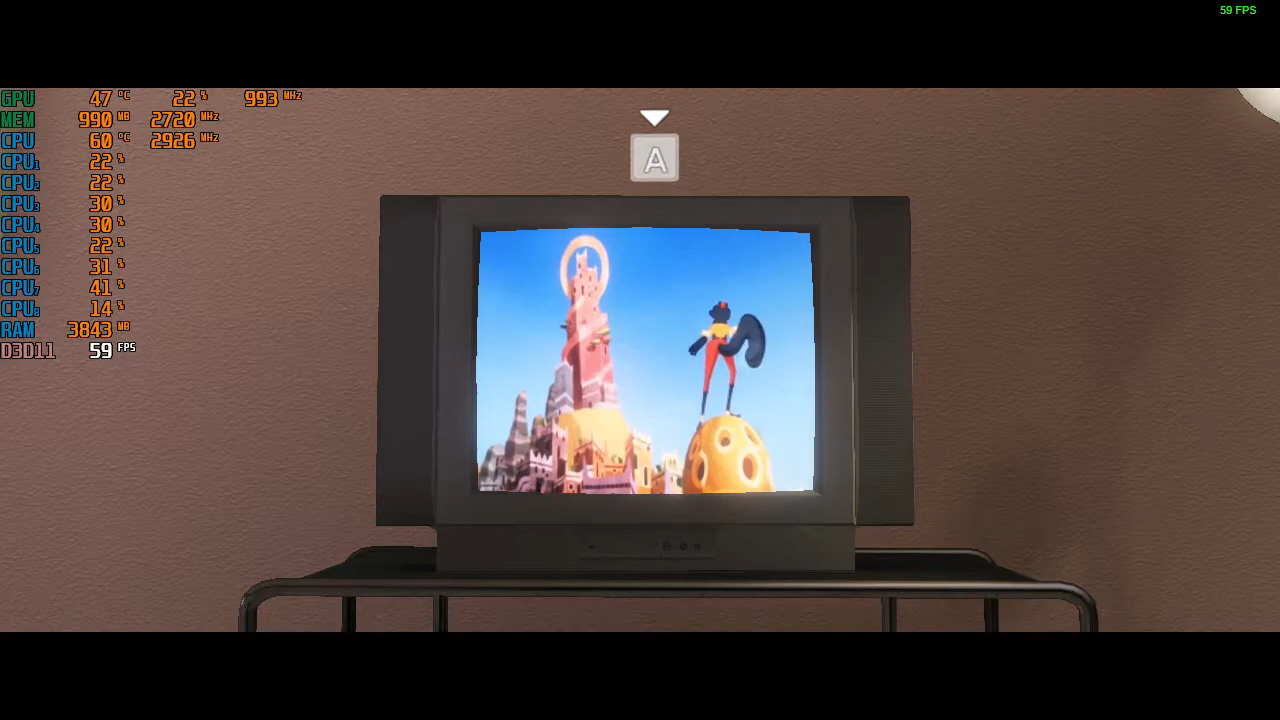 59 FPS
GPU 47 °C 22 % 993 MHz
MEM 990 MB 2720 MHz
CPU 60 °C 2926 MHz
CPU1 22 %
CPU2 22 %
CPU3 30 %
CPU4 30 %
CPU5 22 %
CPU6 31 %
CPU7 41 %
CPU8 14 %
RAM 3843 MB
D3D11 59 FPS
A